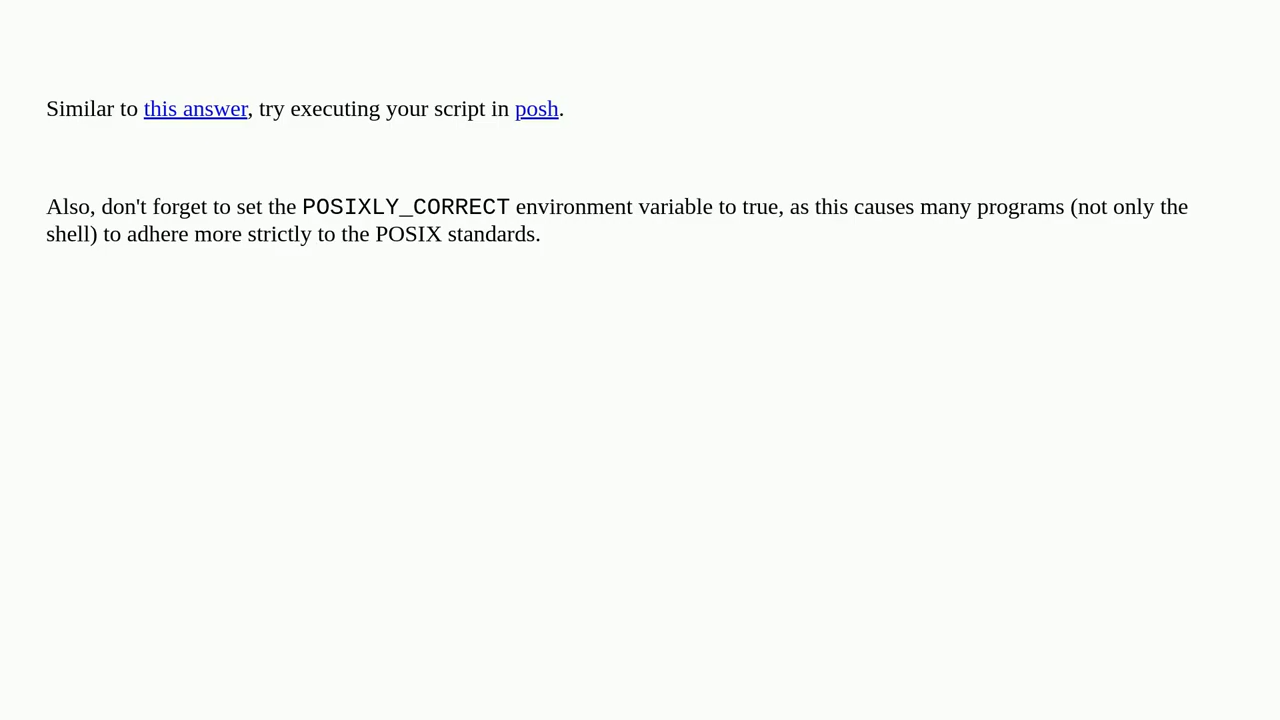 Similar to this answer, try executing your script in posh.
Also, don't forget to set the POSIXLY_CORRECT environment variable to true, as this causes many programs (not only the
shell) to adhere more strictly to the POSIX standards.